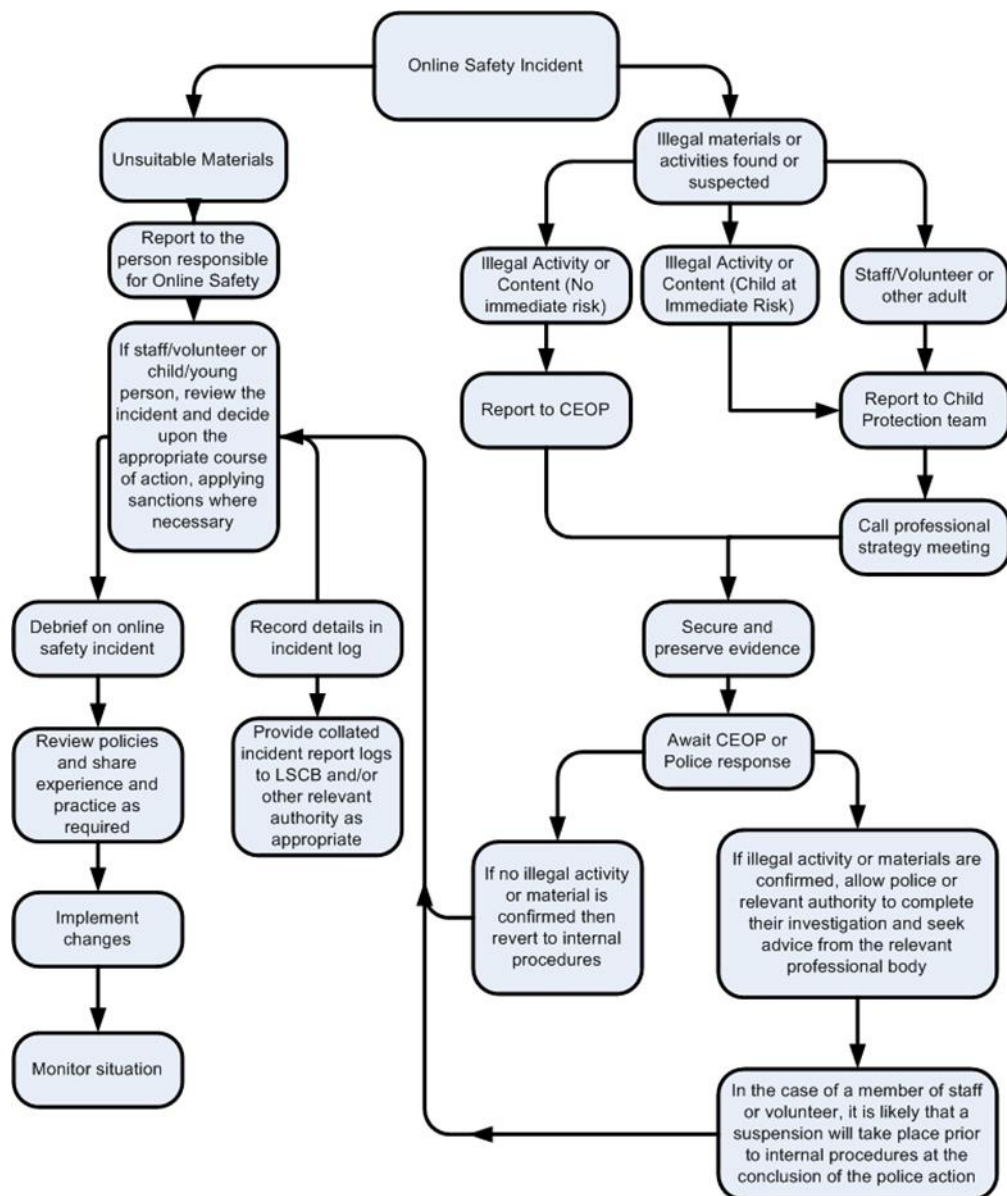 Online Safety Incident
Unsuitable Materials
Report to the
person responsible
for Online Safety
If staff/volunteer or
child/young
person, review the
incident and decide
upon the
appropriate course
of action, applying
sanctions where
necessary
Debrief on online
safety incident
Review policies
and share
experience and
practice as
required
Implement
changes
Monitor situation
Record details in
incident log
Provide collated
incident report logs
to LSCB and/or
other relevant
authority as
appropriate
Illegal materials or
activities found or
suspected
Illegal Activity or
Content (No
immediate risk)
Illegal Activity or
Content (Child at
Immediate Risk)
Staff/Volunteer or
other adult
Report to CEOP
Report to Child
Protection team
Call professional
strategy meeting
Secure and
preserve evidence
Await CEOP or
Police response
If no illegal activity
or material is
confirmed then
revert to internal
procedures
If illegal activity or materials are
confirmed, allow police or
relevant authority to complete
their investigation and seek
advice from the relevant
professional body
In the case of a member of staff
or volunteer, it is likely that a
suspension will take place prior
to internal procedures at the
conclusion of the police action